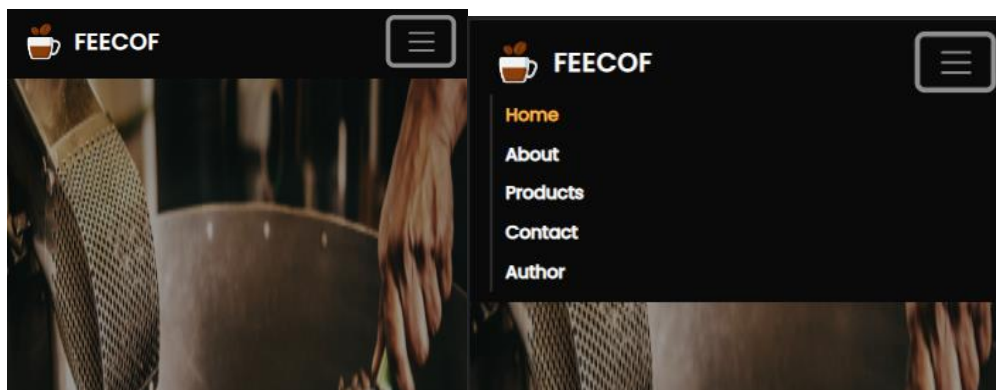 FEECOF
FEECOF
Home
About
Products
Contact
Author